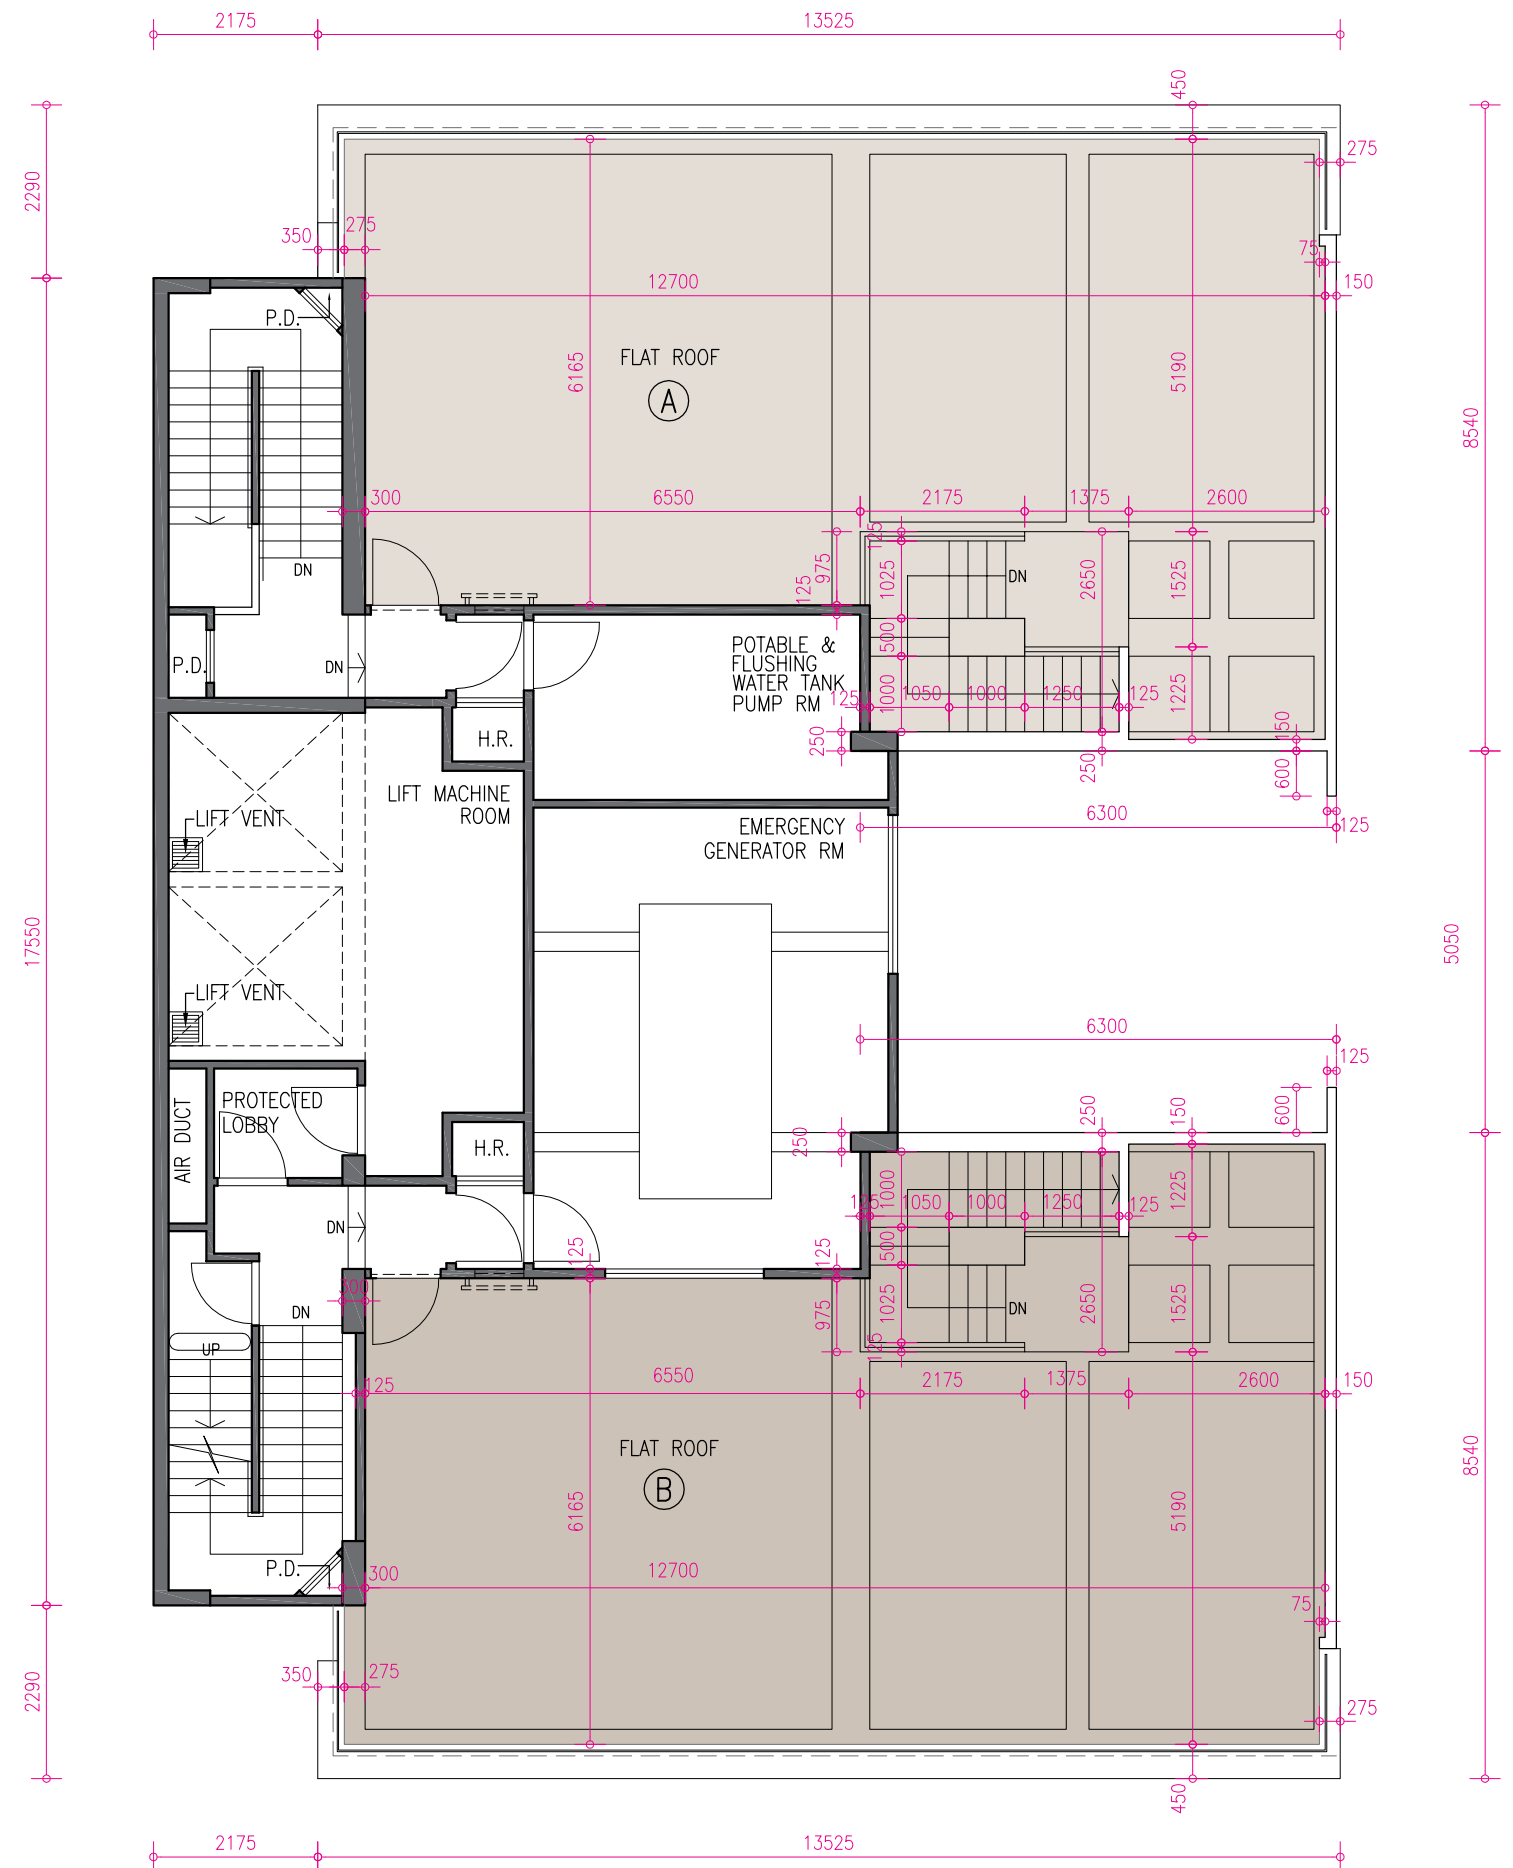 2175
13525
450
2290
275
275
350
75
12700
150
P.D.
FLAT ROOF
A
6165
5190
8540
300
6550
2175
1375
2600
125
975
125
1025
DN
2650
1525
DN
500
POTABLE &
FLUSHING
WATER TANK
PUMP RM
P.D.
DN
125
1000
1050
1000
1250
125
1225
H.R.
250
250
150
600
LIFT MACHINE
ROOM
LIFT VENT
EMERGENCY
GENERATOR RM
6300
125
17550
5050
LIFT VENT
6300
125
PROTECTED
LOBBY
AIR DUCT
H.R.
250
250
150
600
1000
125
1050
1000
1250
125
1225
DN
125
125
500
300
DN
975
1025
DN
2650
1525
125
UP
125
6550
2175
1375
2600
150
FLAT ROOF
B
6165
5190
8540
P.D.
300
12700
75
2290
350
275
275
450
2175
13525